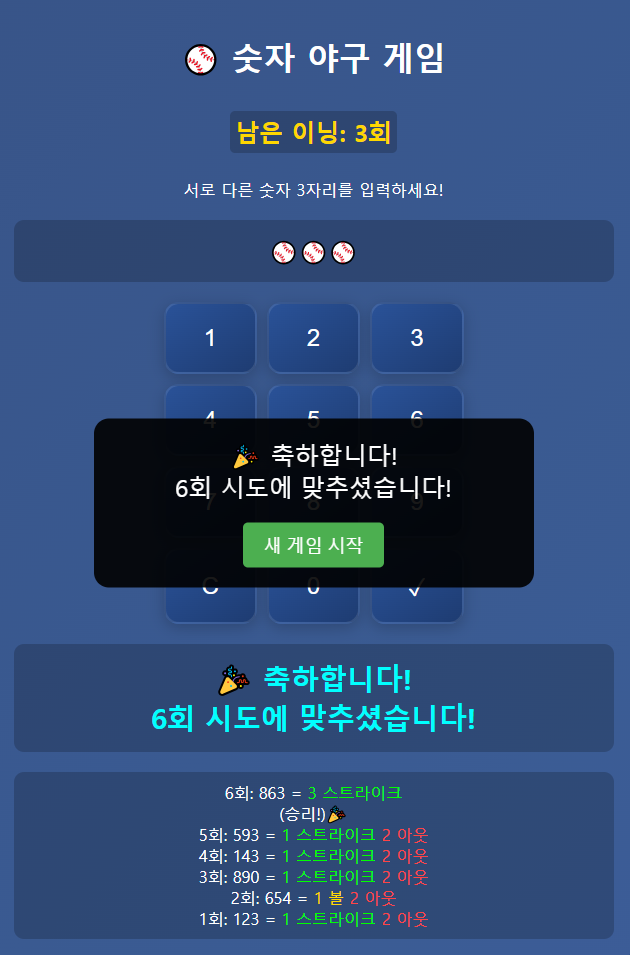 ⚾ 숫자 야구 게임
남은 이닝: 3회
서로 다른 숫자 3자리를 입력하세요!
⚾⚾⚾
1 2 3
4 5 6
🎉 축하합니다!
6회 시도에 맞추셨습니다!
7 9
새 게임 시작
C 0 ✓
🎉 축하합니다!
6회 시도에 맞추셨습니다!
6회: 863 = 3 스트라이크
(승리!)🎉
5회: 593 = 1 스트라이크 2 아웃
4회: 143 = 1 스트라이크 2 아웃
3회: 890 = 1 스트라이크 2 아웃
2회: 654 = 1 볼 2 아웃
1회: 123 = 1 스트라이크 2 아웃